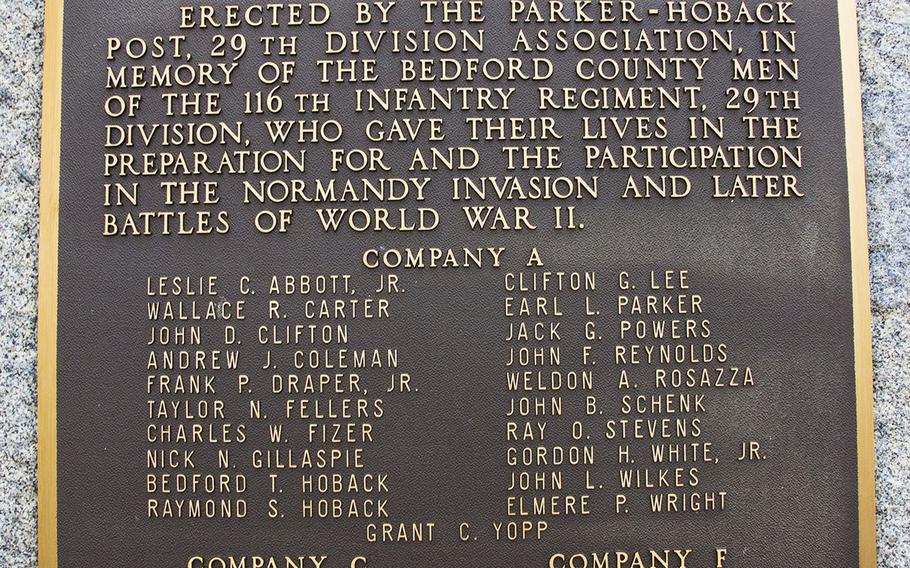 ERECTED BY THE PARKER-HOBACK
POST, 29TH DIVISION ASSOCIATION, IN
MEMORY OF THE BEDFORD COUNTY MEN
OF THE 116TH INFANTRY REGIMENT, 29TH
DIVISION, WHO GAVE THEIR LIVES IN THE
PREPARATION FOR AND THE PARTICIPATION
IN THE NORMANDY INVASION AND LATER
BATTLES OF WORLD WAR II.
COMPANY A
LESLIE C. ABBOTT, JR.
WALLACE R. CARTER
JOHN D. CLIFTON
ANDREW J. COLEMAN
FRANK P. DRAPER, JR.
TAYLOR N. FELLERS
CHARLES W. FIZER
NICK N. GILLASPIE
BEDFORD T. HOBACK
RAYMOND S. HOBACK
CLIFTON G. LEE
EARL L. PARKER
JACK G. POWERS
JOHN F. REYNOLDS
WELDON A. ROSAZZA
JOHN B. SCHENK
RAY O. STEVENS
GORDON H. WHITE, JR.
JOHN L. WILKES
ELMERE P. WRIGHT
GRANT C. YOPP
COMPANY C
COMPANY F